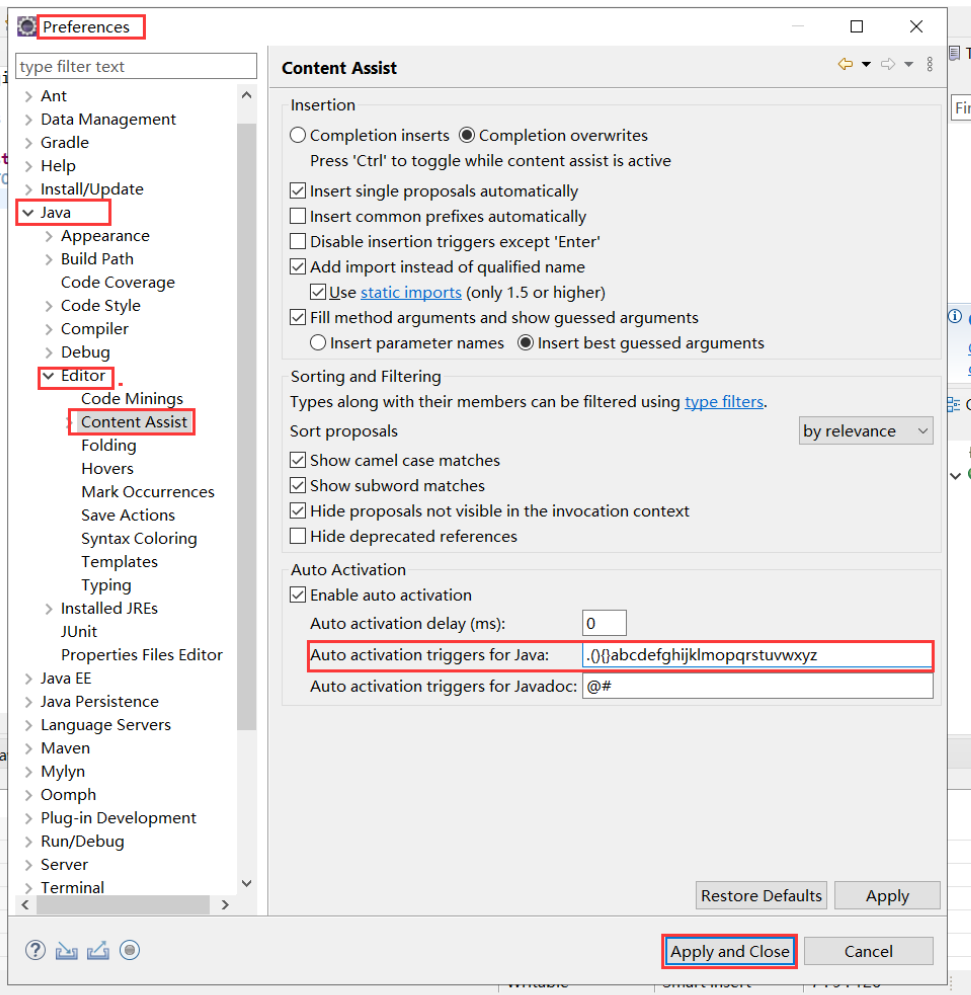 Preferences
type filter text
Ant
Data Management
Gradle
Help
Install/Update
Java
Appearance
Build Path
Code Coverage
Code Style
Compiler
Debug
Editor
Code Minings
Content Assist
Folding
Hovers
Mark Occurrences
Save Actions
Syntax Coloring
Templates
Typing
Installed JREs
JUnit
Properties Files Editor
Java EE
Java Persistence
Language Servers
Maven
Mylyn
Oomph
Plug-in Development
Run/Debug
Server
Terminal
Content Assist
Insertion
Completion inserts Completion overwrites
Press 'Ctrl' to toggle while content assist is active
Insert single proposals automatically
Insert common prefixes automatically
Disable insertion triggers except 'Enter'
Add import instead of qualified name
Use static imports (only 1.5 or higher)
Fill method arguments and show guessed arguments
Insert parameter names Insert best guessed arguments
Sorting and Filtering
Types along with their members can be filtered using type filters.
Sort proposals by relevance
Show camel case matches
Show subword matches
Hide proposals not visible in the invocation context
Hide deprecated references
Auto Activation
Enable auto activation
Auto activation delay (ms): 0
Auto activation triggers for Java: .(){}abcdefghijklmopqrstuvwxyz
Auto activation triggers for Javadoc: @#
Restore Defaults Apply
Apply and Close Cancel